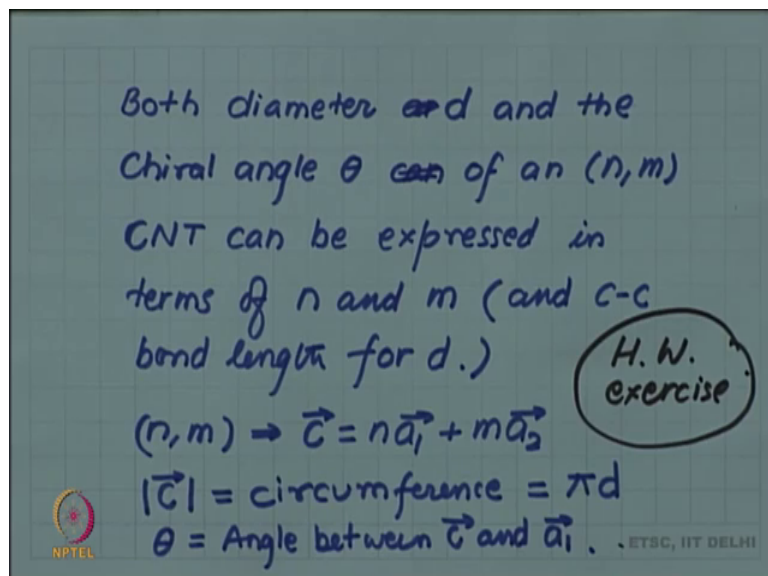 Both diameter d and the
Chiral angle θ of an (n,m)
CNT can be expressed in
terms of n and m (and c-c
bond length for d.)
H.W.
exercise
(n,m) ⇒ C⃗ = na⃗₁ + ma⃗₂
|C⃗| = circumference = πd
θ = Angle between C⃗ and a⃗₁.
NPTEL
ETSC, IIT DELHI